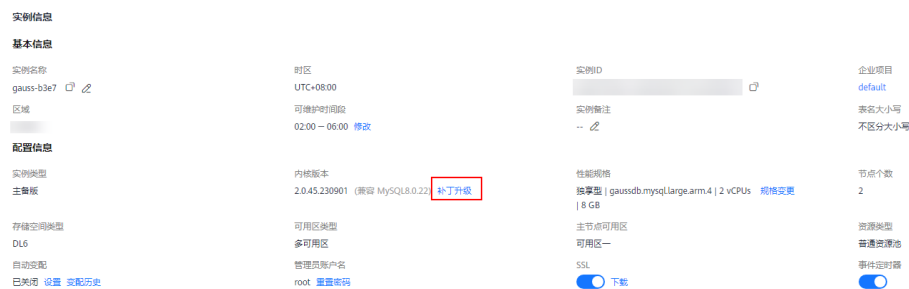 实例信息
基本信息
实例名称 时区 实例ID 企业项目
gauss-b3e7 UTC+08:00 default
区域 可维护时间段 实例备注 表名大小写
02:00 — 06:00 修改 -- 不区分大小写
配置信息
实例类型 内核版本 性能规格 节点个数
主备版 2.0.45.230901 (兼容 MySQL8.0.22) 补丁升级 独享型 | gaussdb.mysql.large.arm.4 | 2 vCPUs 规格变更 2
| 8 GB
存储空间类型 可用区类型 主节点可用区 资源类型
DL6 多可用区 可用区一 普通资源池
自动变配 管理员账户名 SSL 事件定时器
已关闭 设置 变配历史 root 重置密码 下载